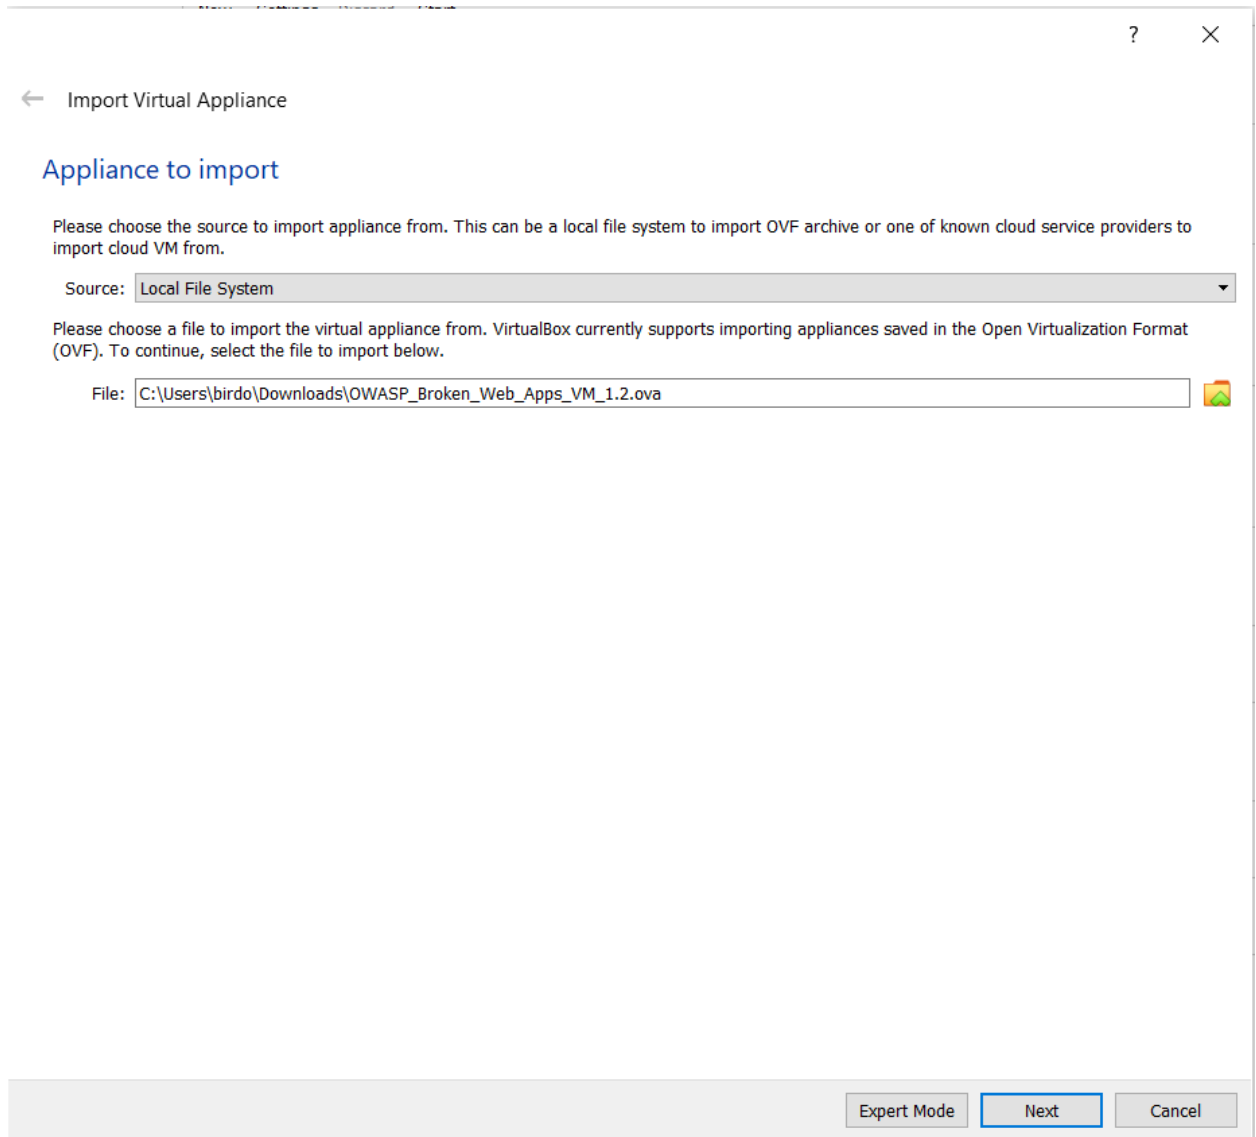 ?
Import Virtual Appliance
Appliance to import
Please choose the source to import appliance from. This can be a local file system to import OVF archive or one of known cloud service providers to
import cloud VM from.
Source: Local File System
Please choose a file to import the virtual appliance from. VirtualBox currently supports importing appliances saved in the Open Virtualization Format
(OVF). To continue, select the file to import below.
File: C:\Users\birdo\Downloads\OWASP_Broken_Web_Apps_VM_1.2.ova
Expert Mode Next Cancel